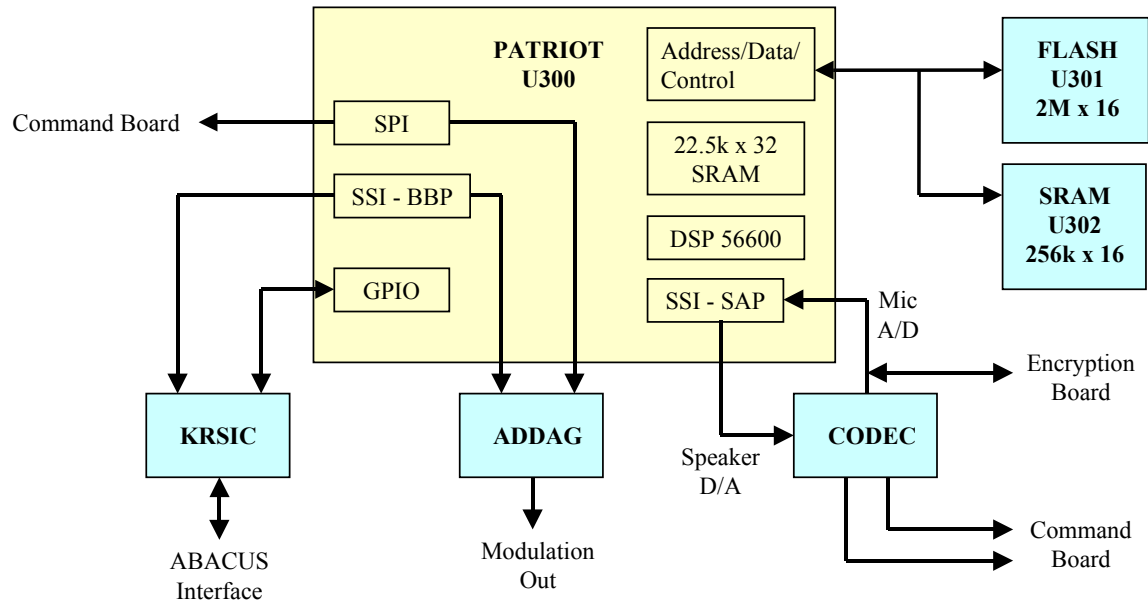 PATRIOT
U300
Address/Data/
Control
FLASH
U301
2M x 16
Command Board
SPI
22.5k x 32
SRAM
SSI - BBP
SRAM
U302
256k x 16
DSP 56600
GPIO
SSI - SAP
Mic
A/D
Encryption
Board
KRSIC
ADDAG
CODEC
Speaker
D/A
ABACUS
Interface
Modulation
Out
Command
Board